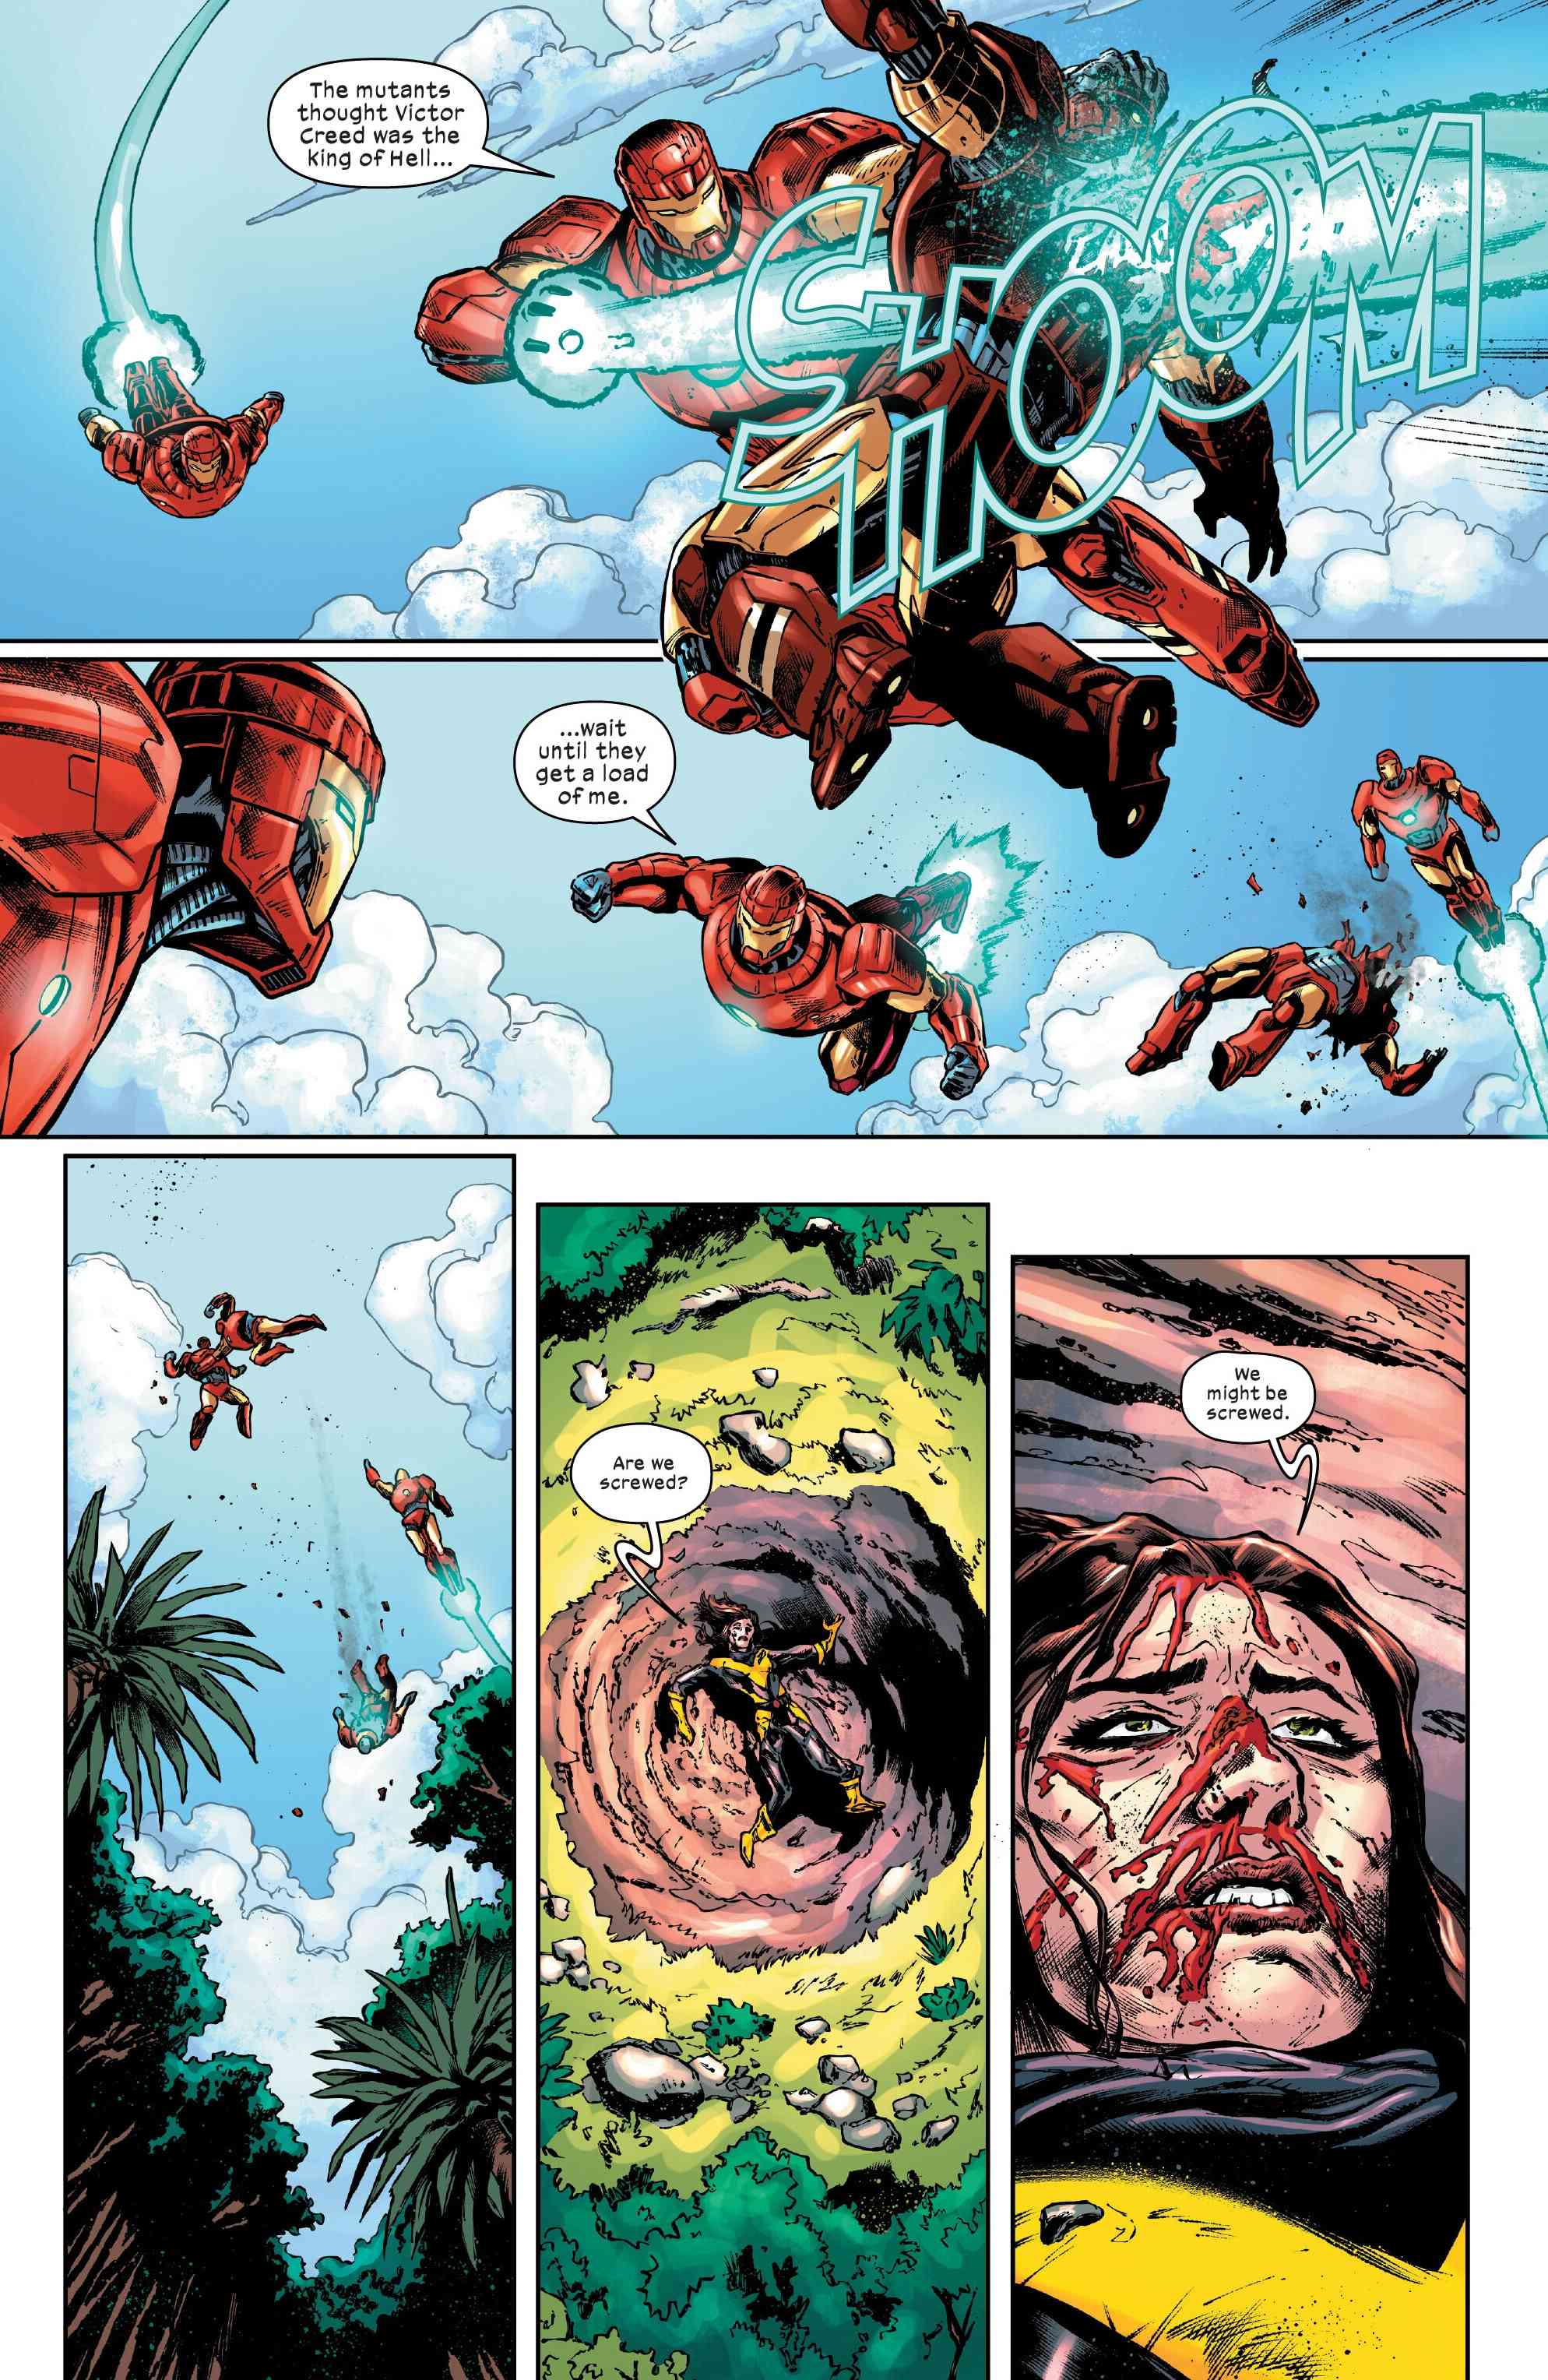 The mutants
thought Victor
Creed was the
king of Hell...
STOOM
...wait
until they
get a load
of me.
Are we
screwed?
We
might be
screwed.